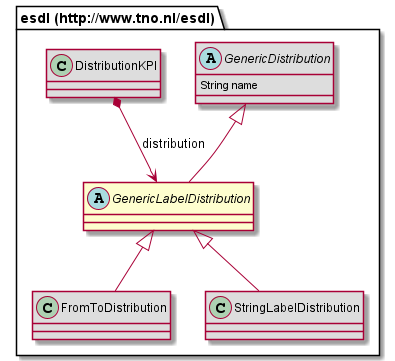 esdl (http://www.tno.nl/esdl)
C DistributionKPI
A GenericDistribution
String name
distribution
A GenericLabelDistribution
C FromToDistribution
C StringLabelDistribution